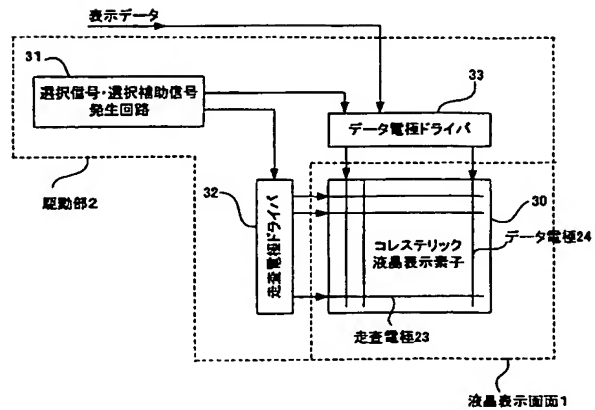 表示データ
31
選択信号・選択補助信号
発生回路
33
データ電極ドライバ
駆動部2
32
走査電極ドライバ
30
コレステリック
液晶表示素子
データ電極24
走査電極23
液晶表示画面1